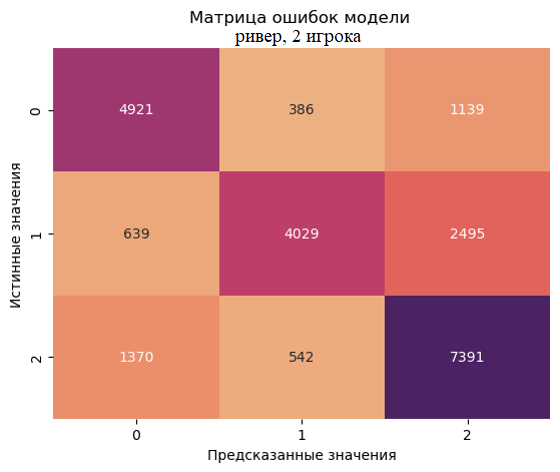 Матрица ошибок модели
ривер, 2 игрока
0
4921 386 1139
Истинные значения
1
639 4029 2495
2
1370 542 7391
0 1 2
Предсказанные значения